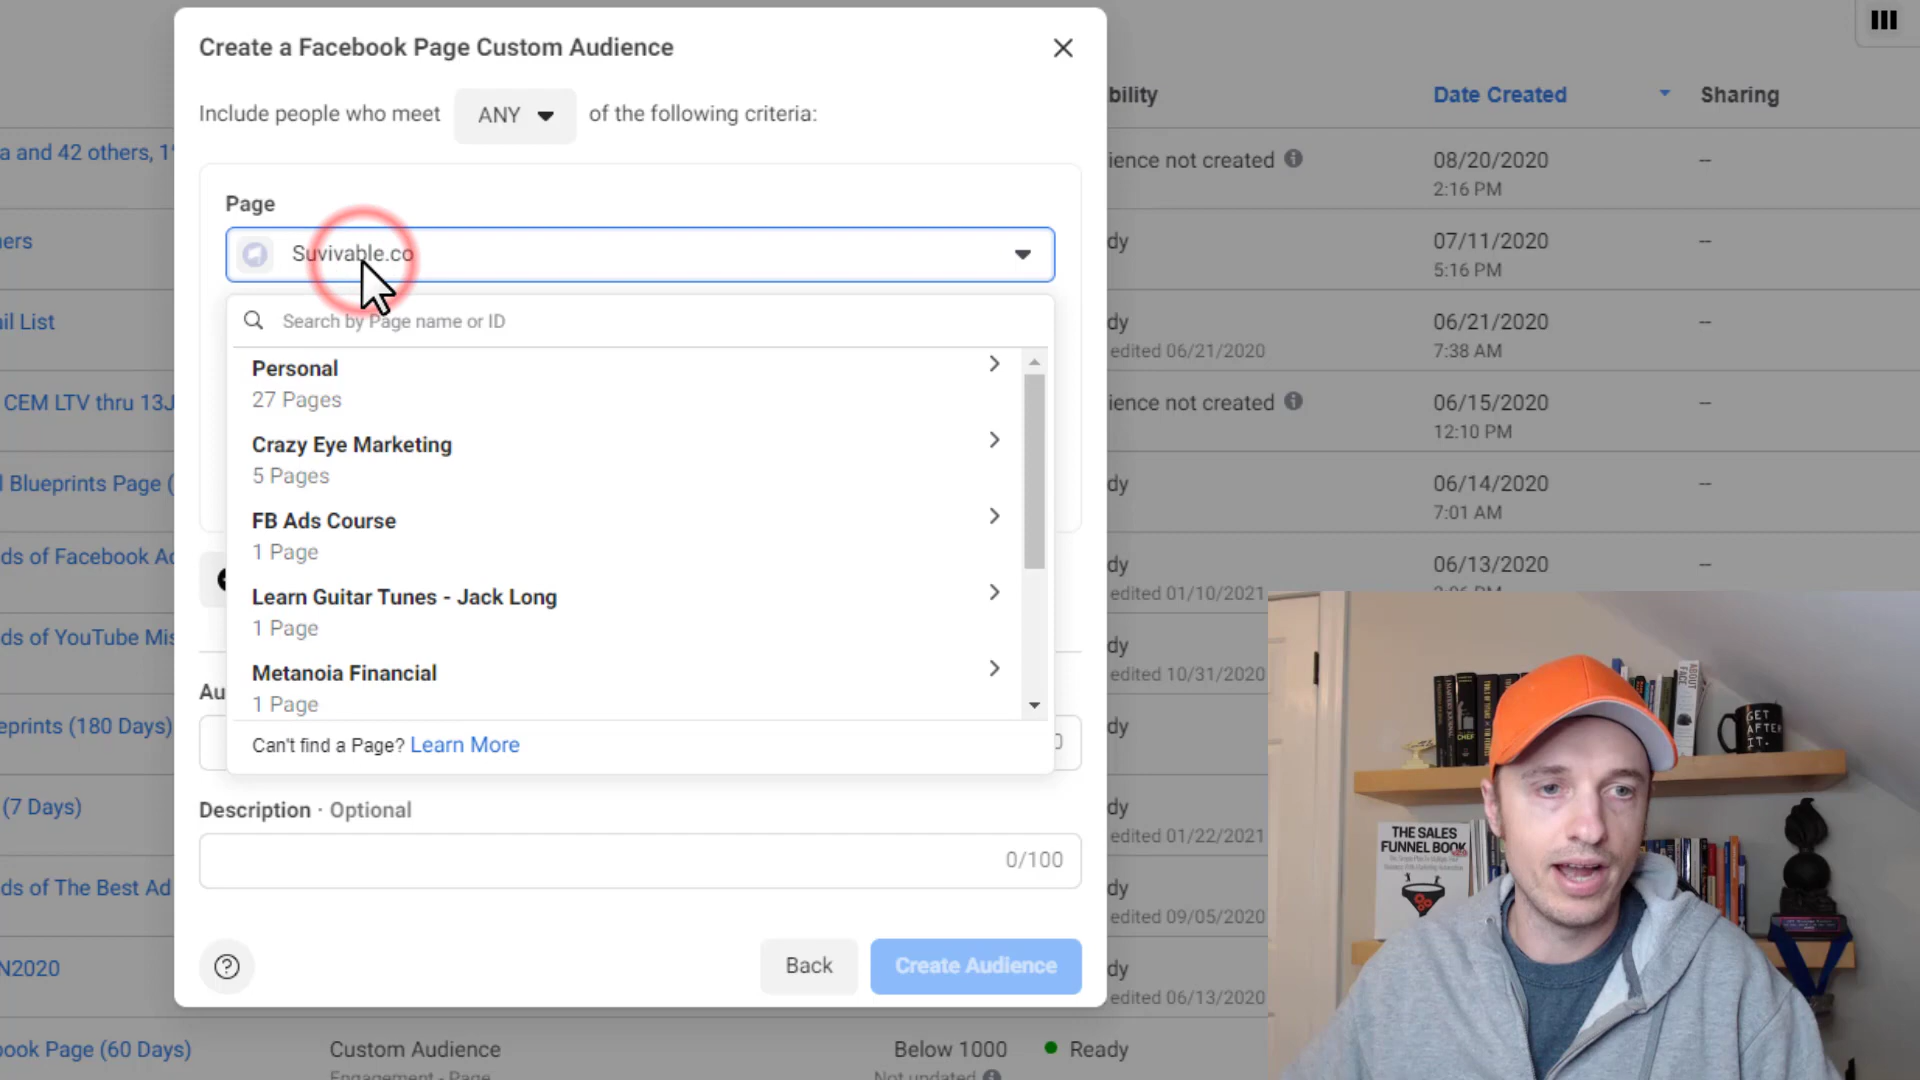 Create a Facebook Page Custom Audience
Include people who meet ANY of the following criteria:
Page
Suvivable.co
Search by Page name or ID
Personal
27 Pages
Crazy Eye Marketing
5 Pages
FB Ads Course
1 Page
Learn Guitar Tunes - Jack Long
1 Page
Metanoia Financial
1 Page
Can't find a Page? Learn More
Au
Description · Optional
0/100
Back
Create Audience
bility Date Created Sharing
a and 42 others, 1
ience not created 08/20/2020 --
2:16 PM
ers dy 07/11/2020 --
5:16 PM
il List dy 06/21/2020 --
edited 06/21/2020 7:38 AM
CEM LTV thru 13J ience not created 06/15/2020 --
12:10 PM
l Blueprints Page ( dy 06/14/2020 --
7:01 AM
ds of Facebook Ac dy 06/13/2020 --
edited 01/10/2021
ds of YouTube Mis dy
edited 10/31/2020
eprints (180 Days) dy
(7 Days) dy
edited 01/22/2021
ds of The Best Ad dy
edited 09/05/2020
N2020 dy
edited 06/13/2020
book Page (60 Days) Custom Audience Below 1000 Ready
Engagement - Page Not updated
GET
AFTER
IT.
THE SALES
FUNNEL BOOK